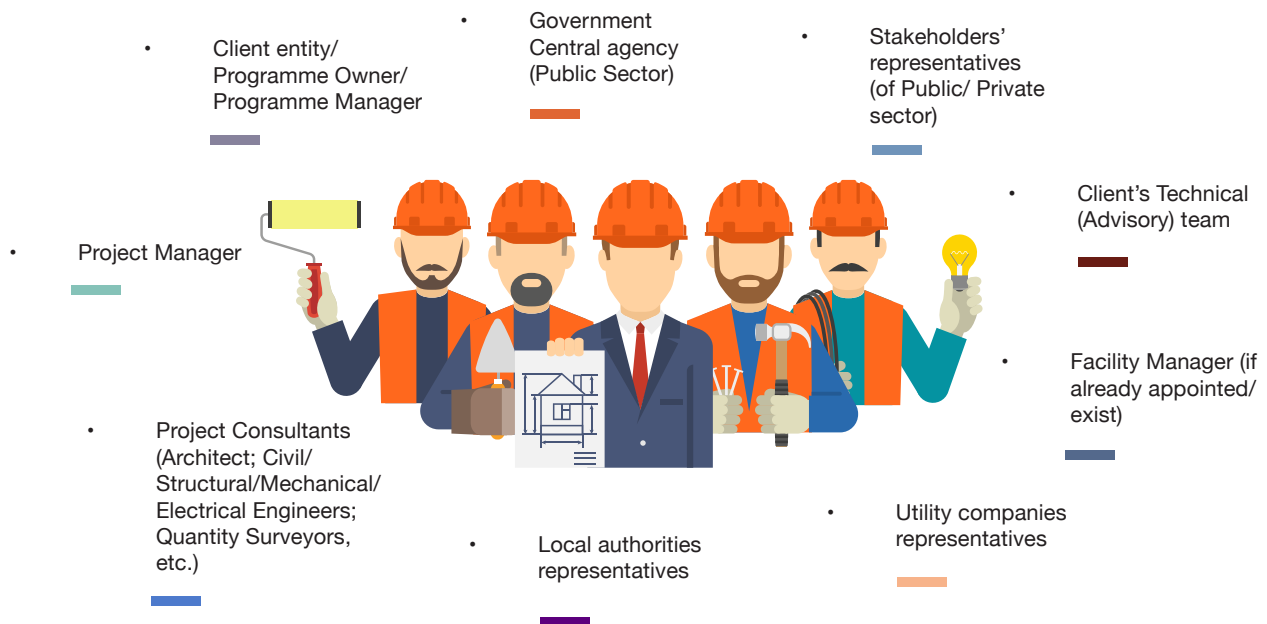 • Client entity/
Programme Owner/
Programme Manager
• Government
Central agency
(Public Sector)
• Stakeholders’
representatives
(of Public/ Private
sector)
• Client’s Technical
(Advisory) team
• Project Manager
• Facility Manager (if
already appointed/
exist)
• Project Consultants
(Architect; Civil/
Structural/Mechanical/
Electrical Engineers;
Quantity Surveyors,
etc.)
• Local authorities
representatives
• Utility companies
representatives